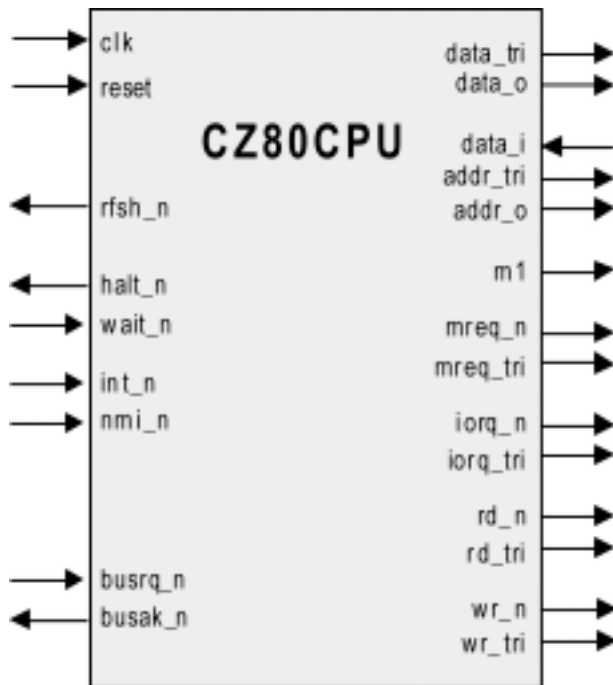 clk
reset
rfsh_n
halt_n
wait_n
int_n
nmi_n
busrq_n
busak_n
CZ80CPU
data_tri
data_o
data_i
addr_tri
addr_o
m1
mreq_n
mreq_tri
iorq_n
iorq_tri
rd_n
rd_tri
wr_n
wr_tri